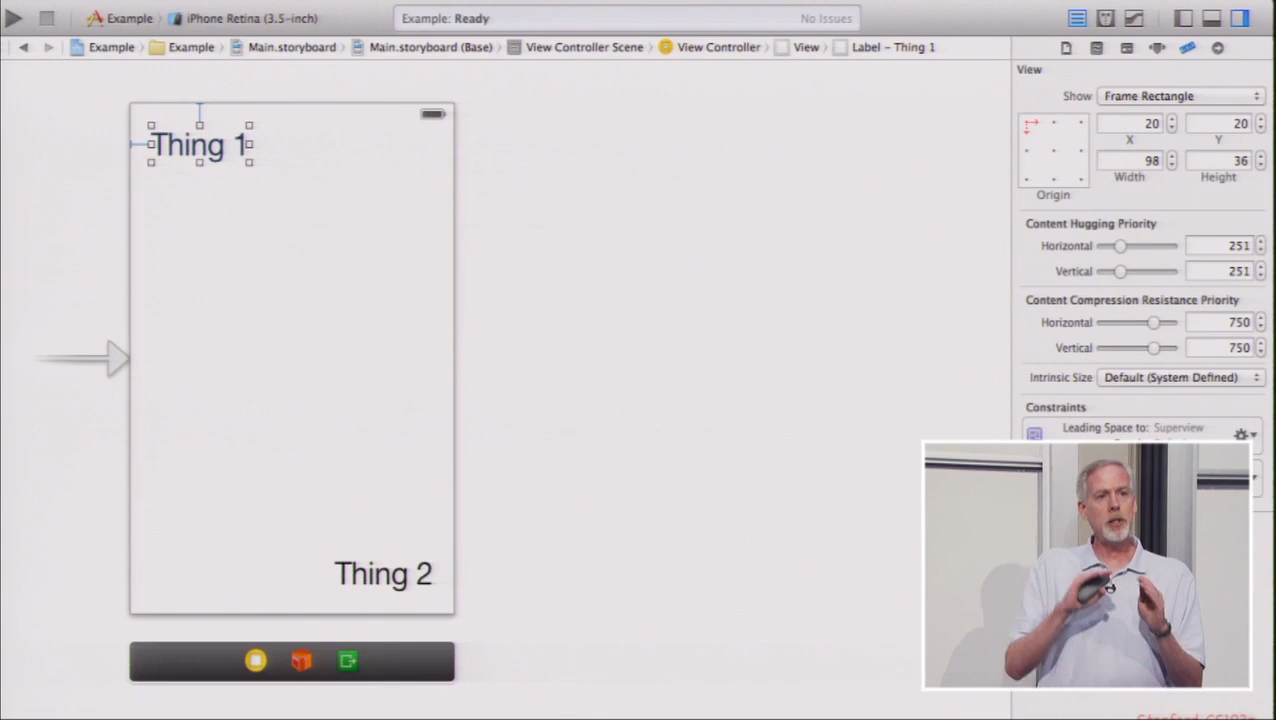 Example iPhone Retina (3.5-inch) Example: Ready No Issues
Example Example Main.storyboard Main.storyboard (Base) View Controller Scene View Controller View Label – Thing 1
View
Show Frame Rectangle
20 20
X Y
98 36
Width Height
Origin
Content Hugging Priority
Horizontal 251
Vertical 251
Content Compression Resistance Priority
Horizontal 750
Vertical 750
Intrinsic Size Default (System Defined)
Constraints
Leading Space to: Superview
Thing 1
Thing 2